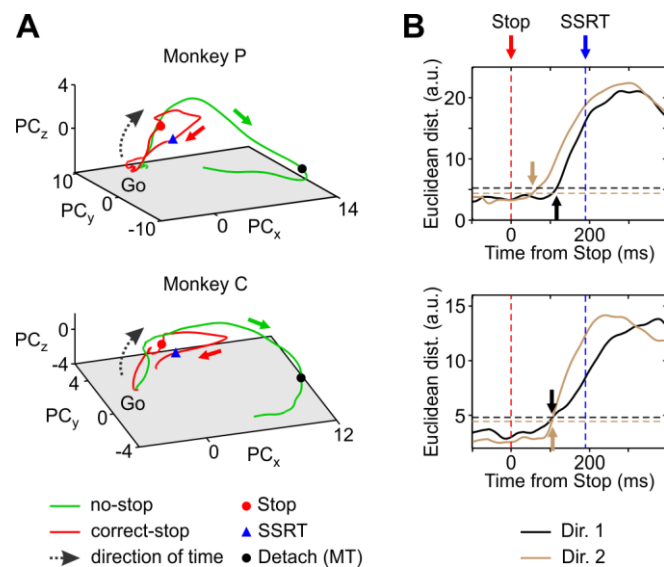 A
Monkey P
4
PCz
0
Go
10
PCy
0
-10
0
PCx
14
Monkey C
0
PCz
-4
Go
4
PCy
0
-4
0
PCx
12
no-stop
correct-stop
direction of time
Stop
SSRT
Detach (MT)
B
Stop
SSRT
Euclidean dist. (a.u.)
20
10
0
0
200
Time from Stop (ms)
Euclidean dist. (a.u.)
15
10
5
0
200
Time from Stop (ms)
Dir. 1
Dir. 2